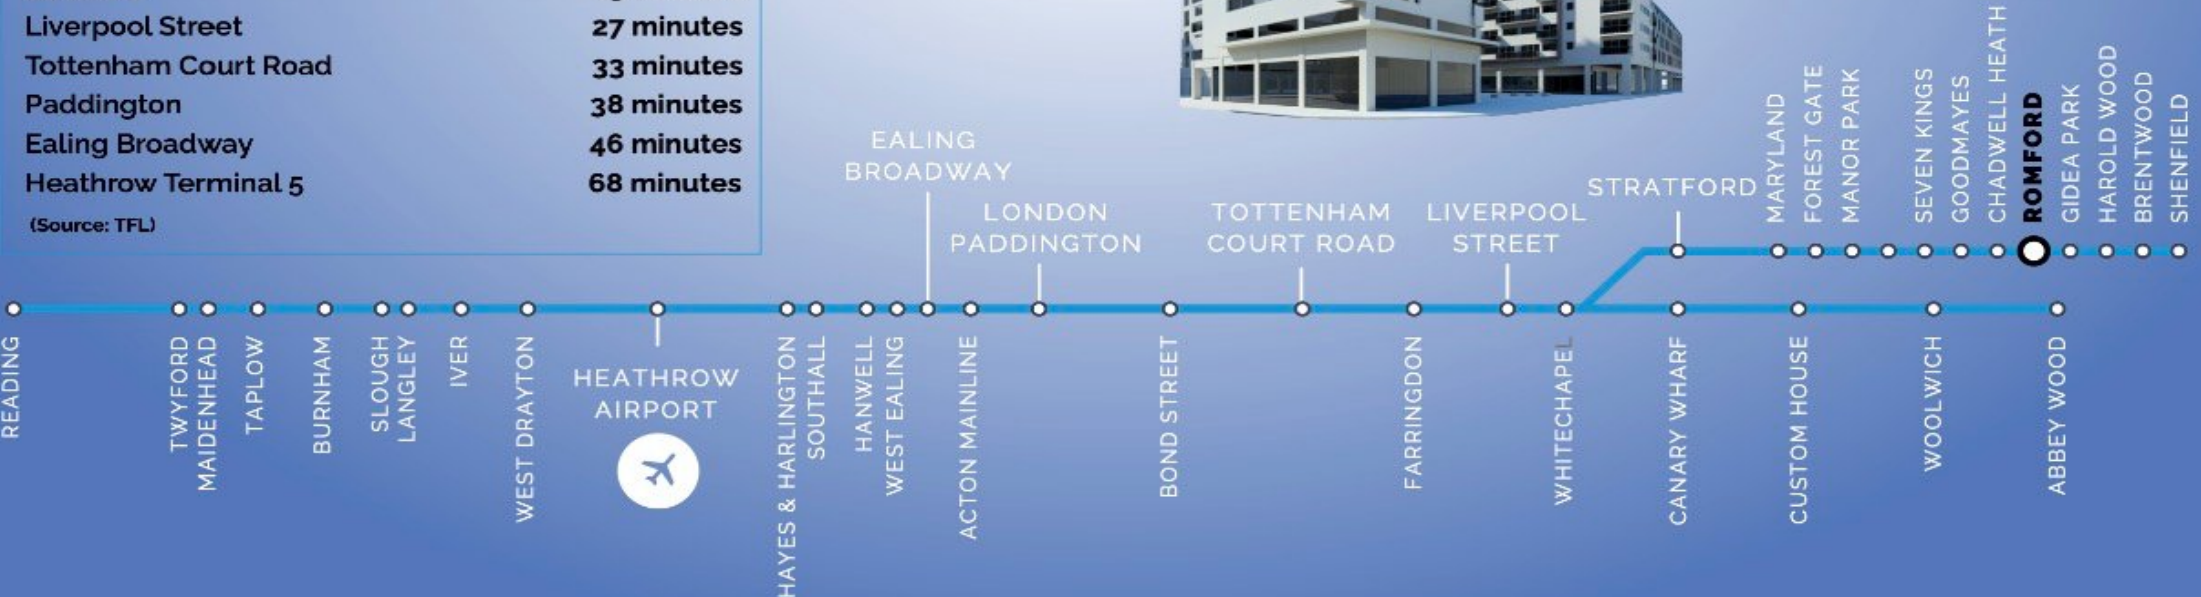 Liverpool Street 27 minutes
Tottenham Court Road 33 minutes
Paddington 38 minutes
Ealing Broadway 46 minutes
Heathrow Terminal 5 68 minutes
(Source: TFL)
EALING
BROADWAY
LONDON
PADDINGTON
TOTTENHAM
COURT ROAD
LIVERPOOL
STREET
STRATFORD
MARYLAND
FOREST GATE
MANOR PARK
SEVEN KINGS
GOODMAYES
CHADWELL HEATH
ROMFORD
GIDEA PARK
HAROLD WOOD
BRENTWOOD
SHENFIELD
READING
TWYFORD
MAIDENHEAD
TAPLOW
BURNHAM
SLOUGH
LANGLEY
IVER
WEST DRAYTON
HEATHROW
AIRPORT
HAYES & HARLINGTON
SOUTHALL
HANWELL
WEST EALING
ACTON MAINLINE
BOND STREET
FARRINGDON
WHITECHAPEL
CANARY WHARF
CUSTOM HOUSE
WOOLWICH
ABBEY WOOD